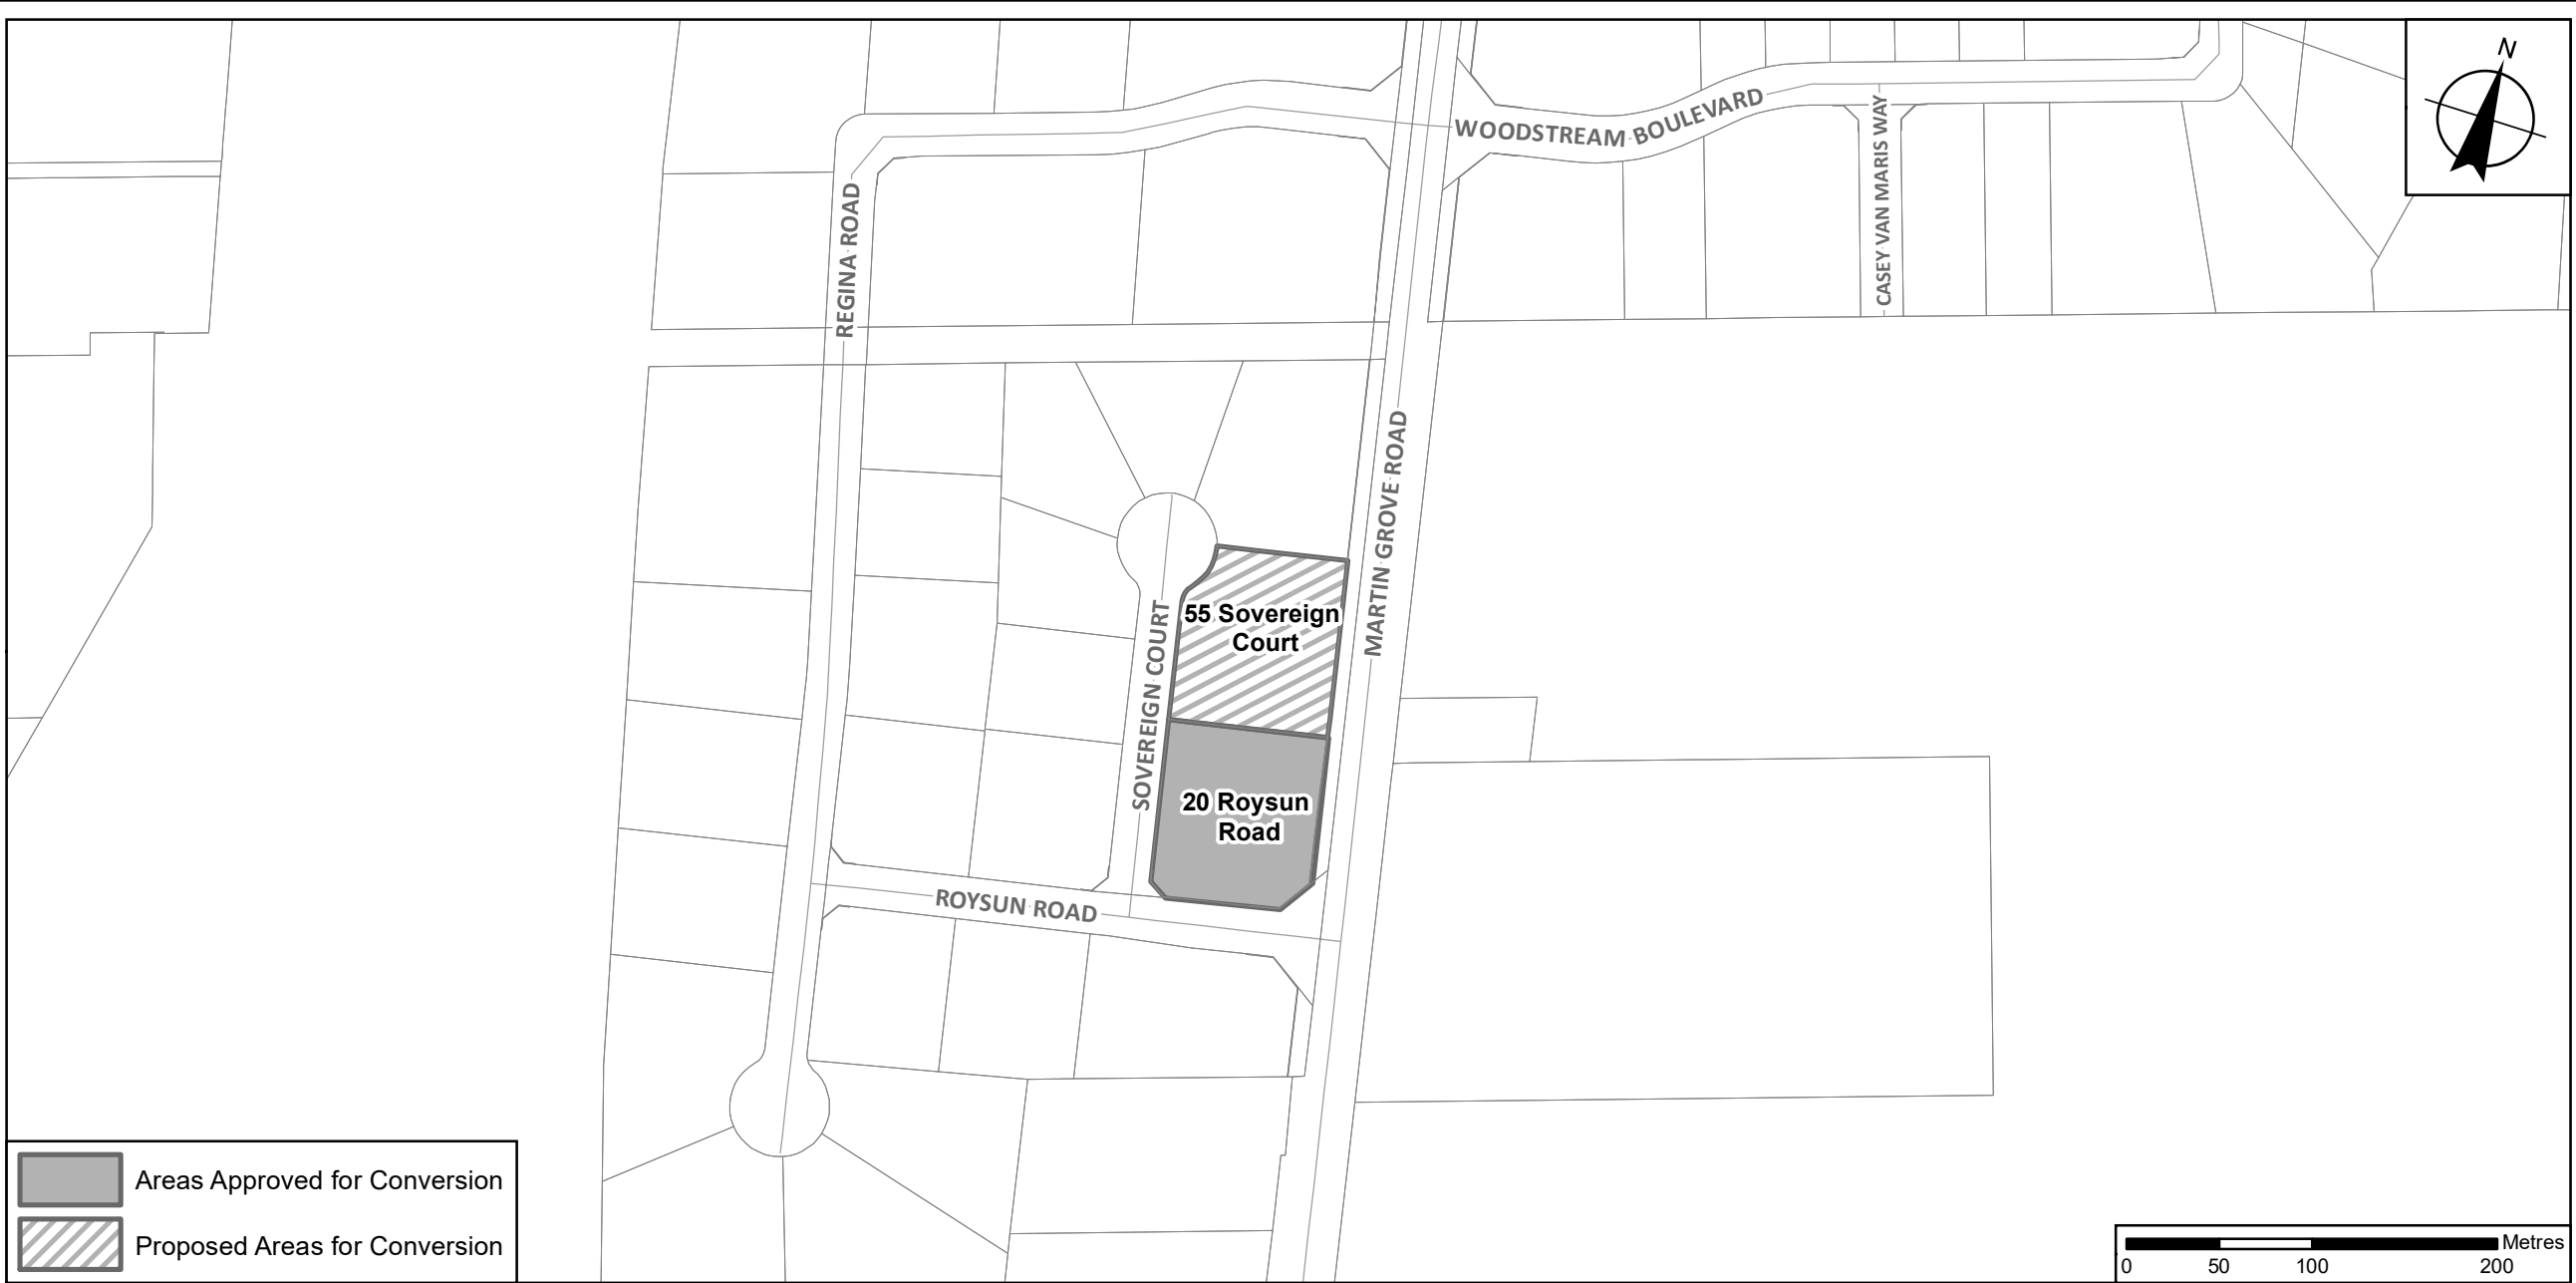 N
WOODSTREAM BOULEVARD
CASEY VAN MARIS WAY
REGINA ROAD
MARTIN GROVE ROAD
55 Sovereign
Court
SOVEREIGN COURT
20 Roysun
Road
ROYSUN ROAD
Areas Approved for Conversion
Proposed Areas for Conversion
Metres
0 50 100 200